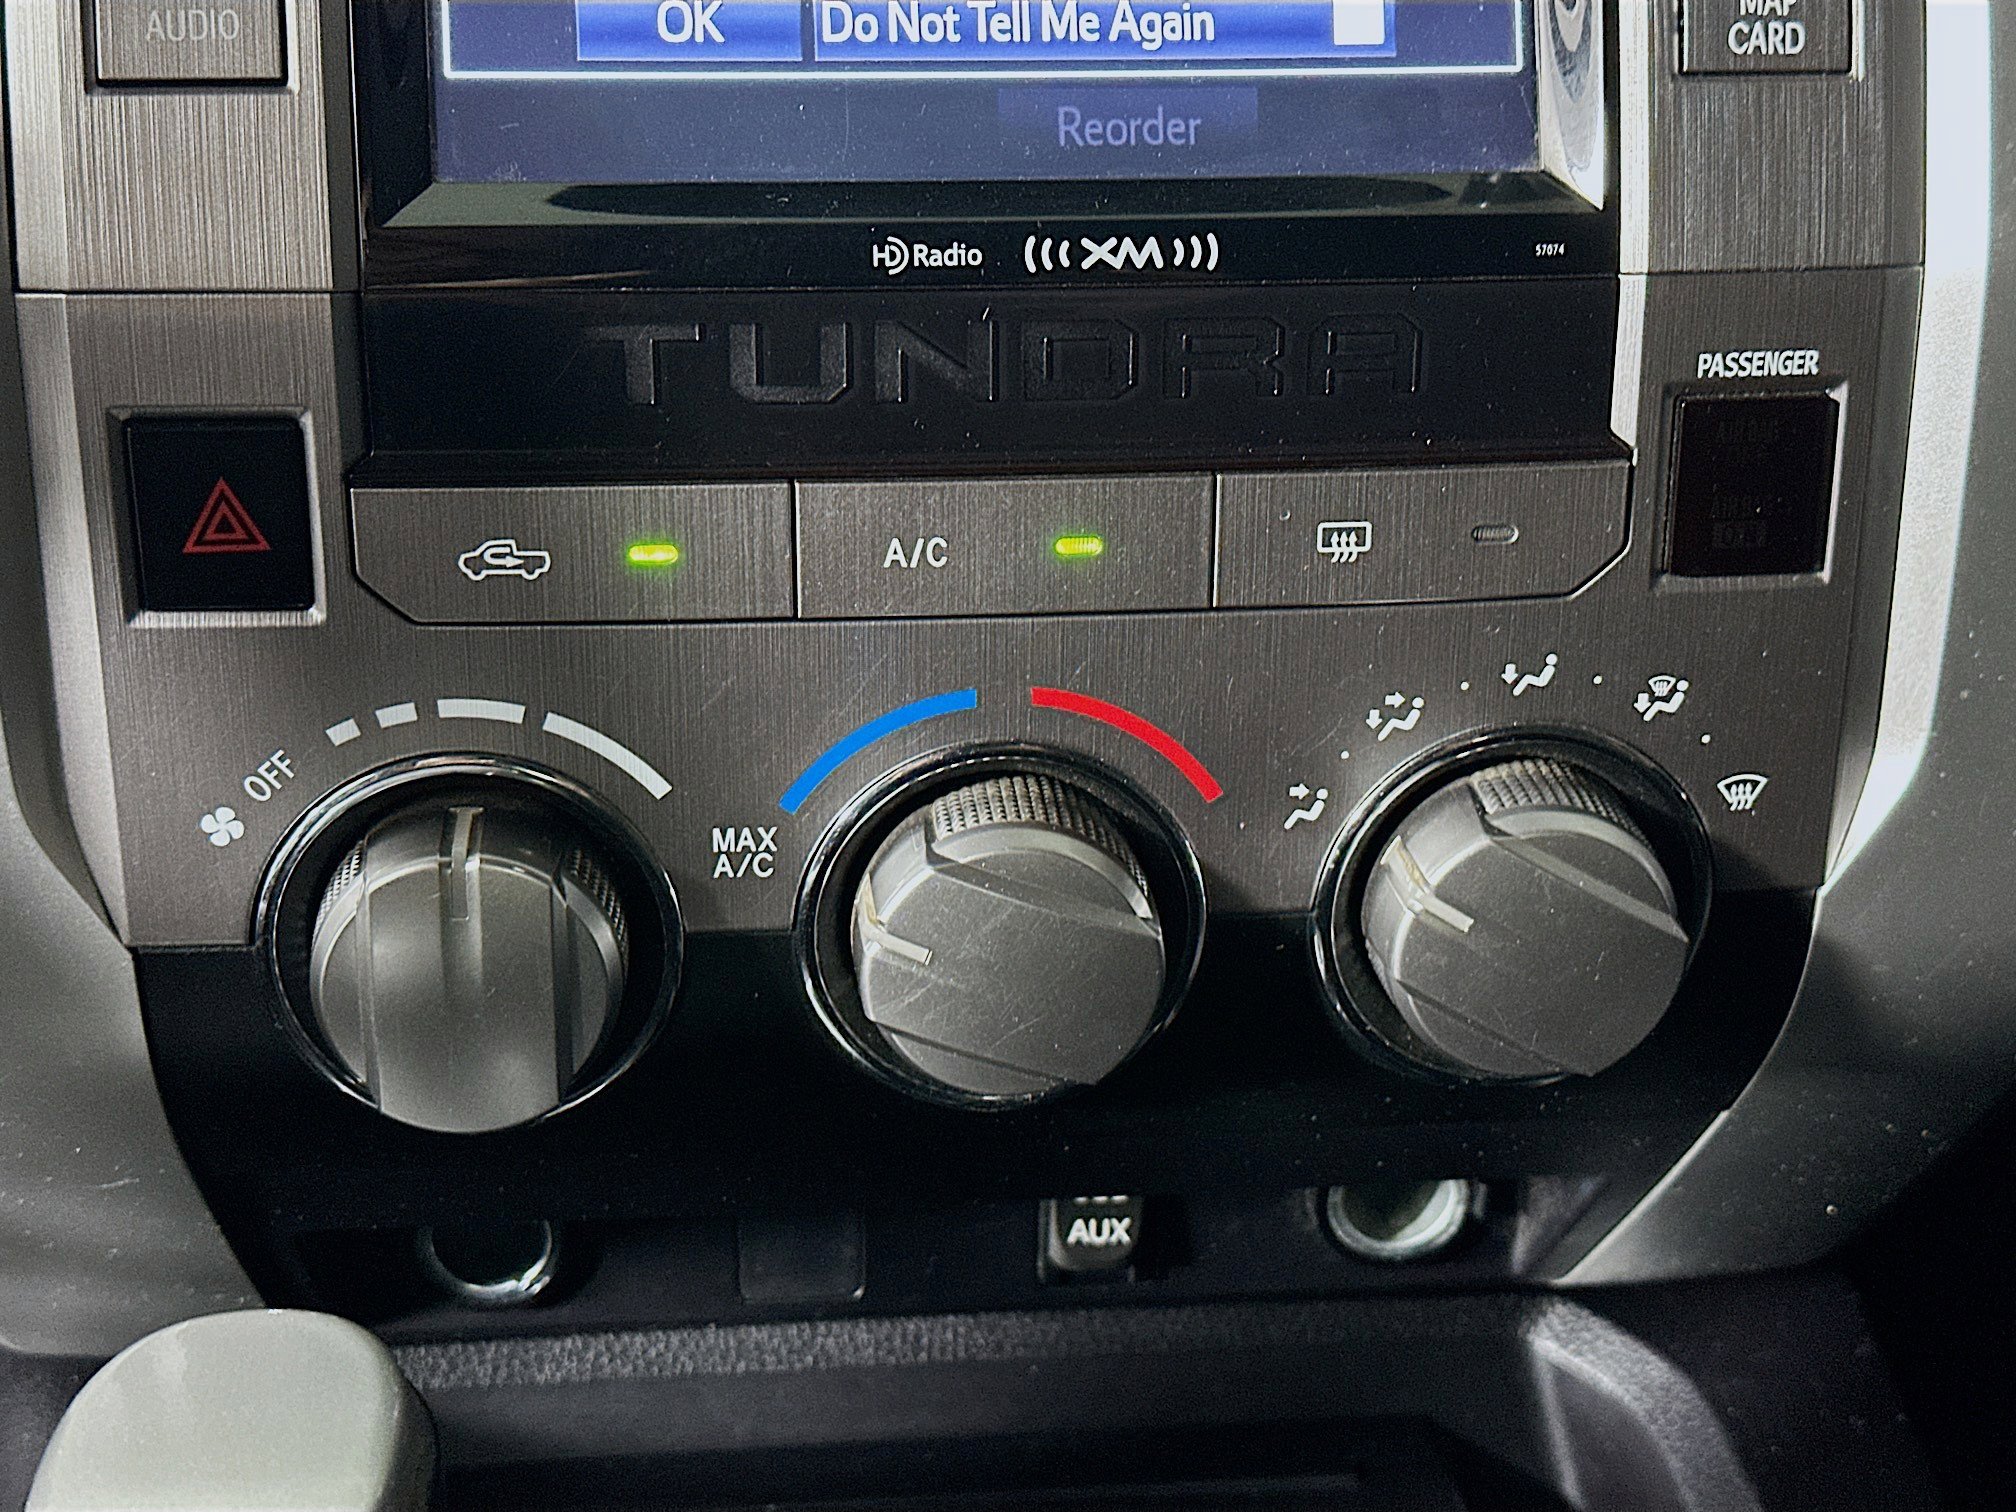 AUDIO
OK
Do Not Tell Me Again
MAP
CARD
Reorder
HD Radio
XM
57074
TUNDRA
PASSENGER
A/C
OFF
MAX
A/C
AUX